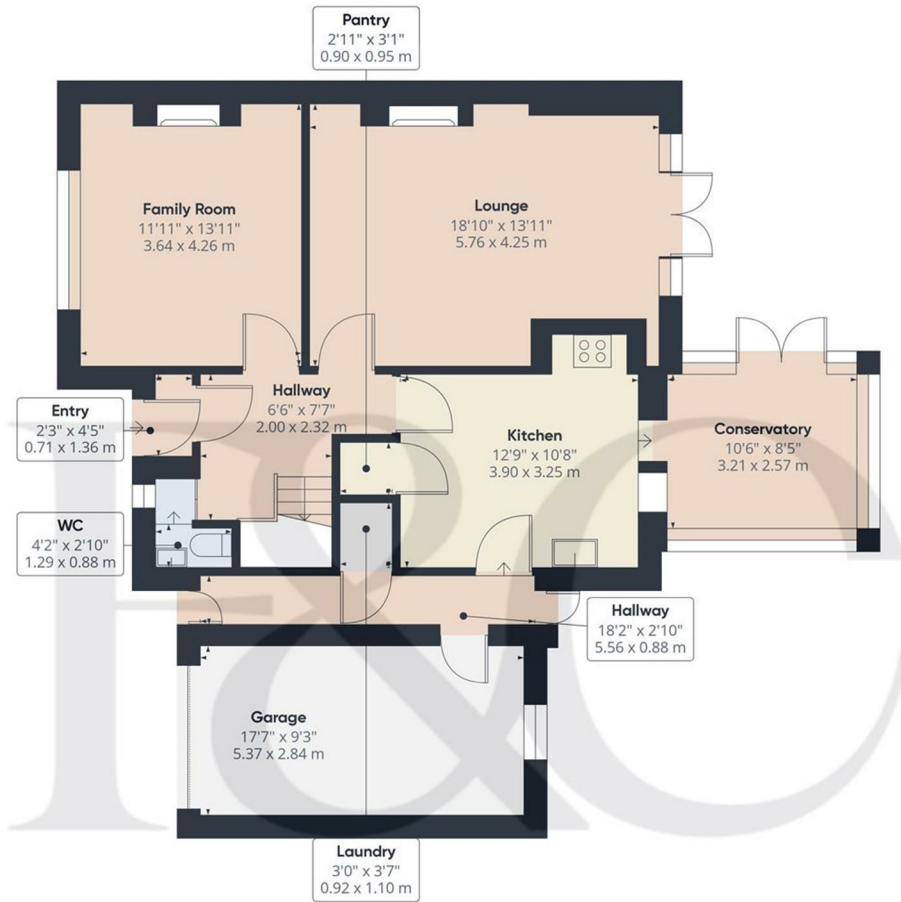 Pantry
2'11" x 3'1"
0.90 x 0.95 m
Family Room
11'11" x 13'11"
3.64 x 4.26 m
Lounge
18'10" x 13'11"
5.76 x 4.25 m
Entry
2'3" x 4'5"
0.71 x 1.36 m
Hallway
6'6" x 7'7"
2.00 x 2.32 m
Kitchen
12'9" x 10'8"
3.90 x 3.25 m
Conservatory
10'6" x 8'5"
3.21 x 2.57 m
WC
4'2" x 2'10"
1.29 x 0.88 m
Hallway
18'2" x 2'10"
5.56 x 0.88 m
Garage
17'7" x 9'3"
5.37 x 2.84 m
Laundry
3'0" x 3'7"
0.92 x 1.10 m
F&C